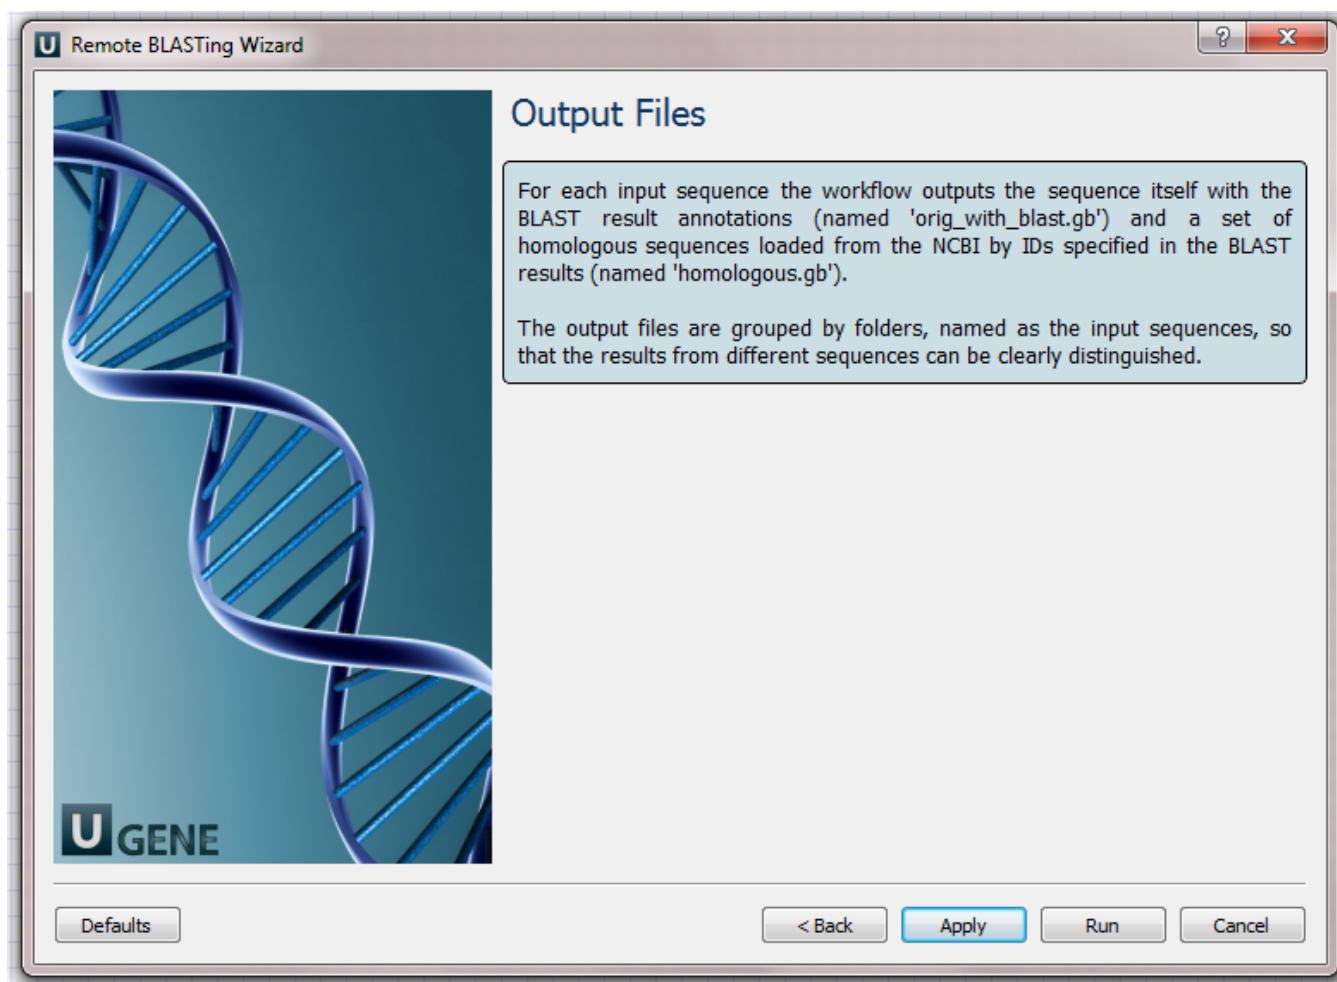 U Remote BLASTing Wizard
? X
Output Files
For each input sequence the workflow outputs the sequence itself with the
BLAST result annotations (named 'orig_with_blast.gb') and a set of
homologous sequences loaded from the NCBI by IDs specified in the BLAST
results (named 'homologous.gb').
The output files are grouped by folders, named as the input sequences, so
that the results from different sequences can be clearly distinguished.
U GENE
Defaults
< Back
Apply
Run
Cancel